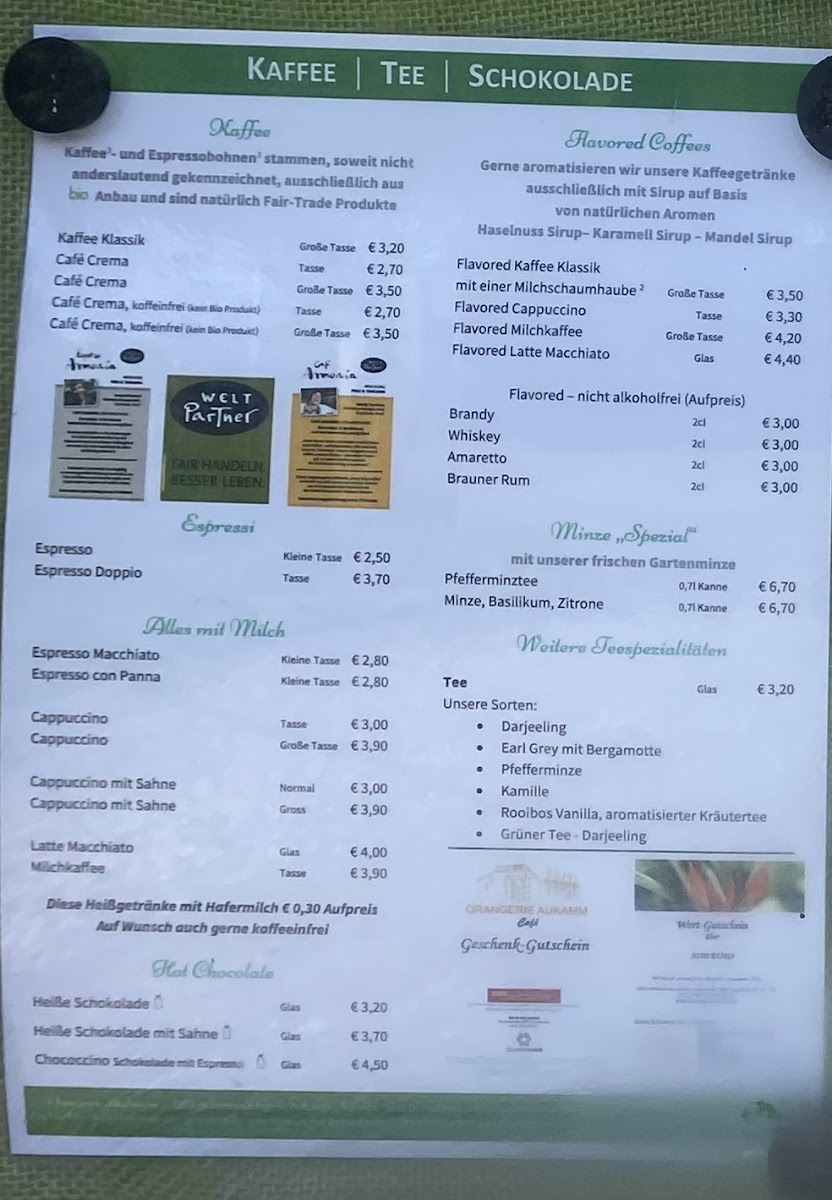 KAFFEE | TEE | SCHOKOLADE
Kaffee
Kaffee³- und Espressobohnen³ stammen, soweit nicht
anderslautend gekennzeichnet, ausschließlich aus
bio Anbau und sind natürlich Fair-Trade Produkte
Kaffee Klassik Große Tasse € 3,20
Café Crema Tasse € 2,70
Café Crema Große Tasse € 3,50
Café Crema, koffeinfrei (kein Bio Produkt) Tasse € 2,70
Café Crema, koffeinfrei (kein Bio Produkt) Große Tasse € 3,50
Armonia
WELT
PARTNER
FAIR HANDELN.
BESSER LEBEN.
Armonia
Espressi
Espresso Kleine Tasse € 2,50
Espresso Doppio Tasse € 3,70
Alles mit Milch
Espresso Macchiato Kleine Tasse € 2,80
Espresso con Panna Kleine Tasse € 2,80
Cappuccino Tasse € 3,00
Cappuccino Große Tasse € 3,90
Cappuccino mit Sahne Normal € 3,00
Cappuccino mit Sahne Gross € 3,90
Latte Macchiato Glas € 4,00
Milchkaffee Tasse € 3,90
Diese Heißgetränke mit Hafermilch € 0,30 Aufpreis
Auf Wunsch auch gerne koffeinfrei
Hot Chocolate
Heiße Schokolade Glas € 3,20
Heiße Schokolade mit Sahne Glas € 3,70
Chococcino Schokolade mit Espresso Glas € 4,50
Flavored Coffees
Gerne aromatisieren wir unsere Kaffeegetränke
ausschließlich mit Sirup auf Basis
von natürlichen Aromen
Haselnuss Sirup– Karamell Sirup – Mandel Sirup
Flavored Kaffee Klassik
mit einer Milchschaumhaube ² Große Tasse € 3,50
Flavored Cappuccino Tasse € 3,30
Flavored Milchkaffee Große Tasse € 4,20
Flavored Latte Macchiato Glas € 4,40
Flavored – nicht alkoholfrei (Aufpreis)
Brandy 2cl € 3,00
Whiskey 2cl € 3,00
Amaretto 2cl € 3,00
Brauner Rum 2cl € 3,00
Minze „Spezial“
mit unserer frischen Gartenminze
Pfefferminztee 0,7l Kanne € 6,70
Minze, Basilikum, Zitrone 0,7l Kanne € 6,70
Weitere Teespezialitäten
Tee Glas € 3,20
Unsere Sorten:
• Darjeeling
• Earl Grey mit Bergamotte
• Pfefferminze
• Kamille
• Rooibos Vanilla, aromatisierter Kräutertee
• Grüner Tee - Darjeeling
ORANGERIE AUKAMM
Café
Geschenk-Gutschein
Wert Gutschein
über